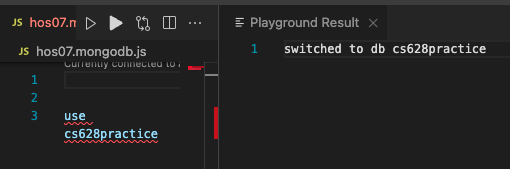 JS hos07.m
Playground Result
JS hos07.mongodb.js
Currently connected to
1
2
3 use
cs628practice
1 switched to db cs628practice